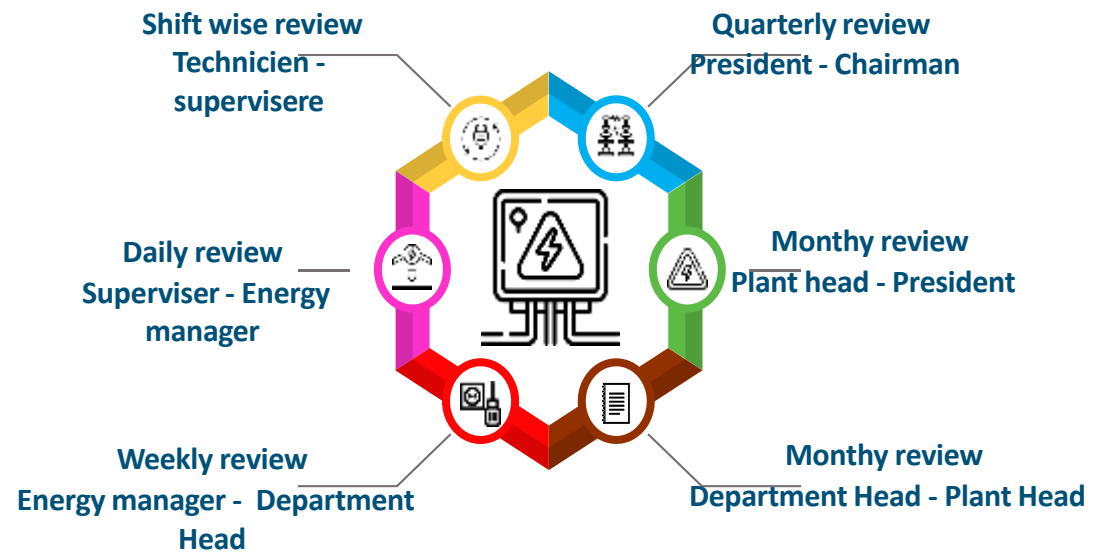 Shift wise review
Technicien -
supervisere
Quarterly review
President - Chairman
Daily review
Superviser - Energy
manager
Monthy review
Plant head - President
Weekly review
Energy manager -  Department
Head
Monthy review
Department Head - Plant Head